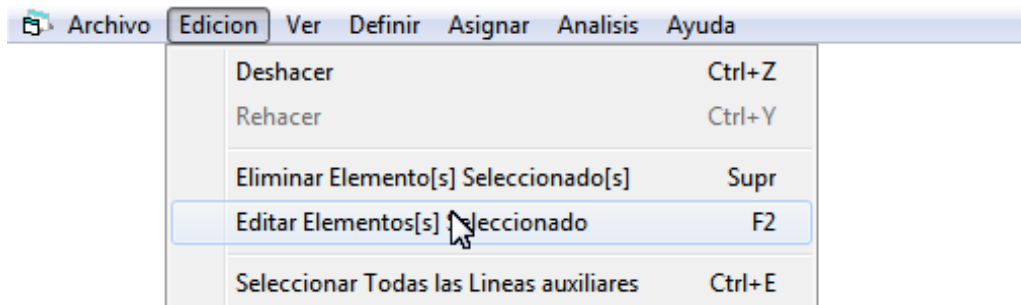 Archivo Edicion Ver Definir Asignar Analisis Ayuda
Deshacer Ctrl+Z
Rehacer Ctrl+Y
Eliminar Elemento[s] Seleccionado[s] Supr
Editar Elementos[s] Seleccionado F2
Seleccionar Todas las Lineas auxiliares Ctrl+E